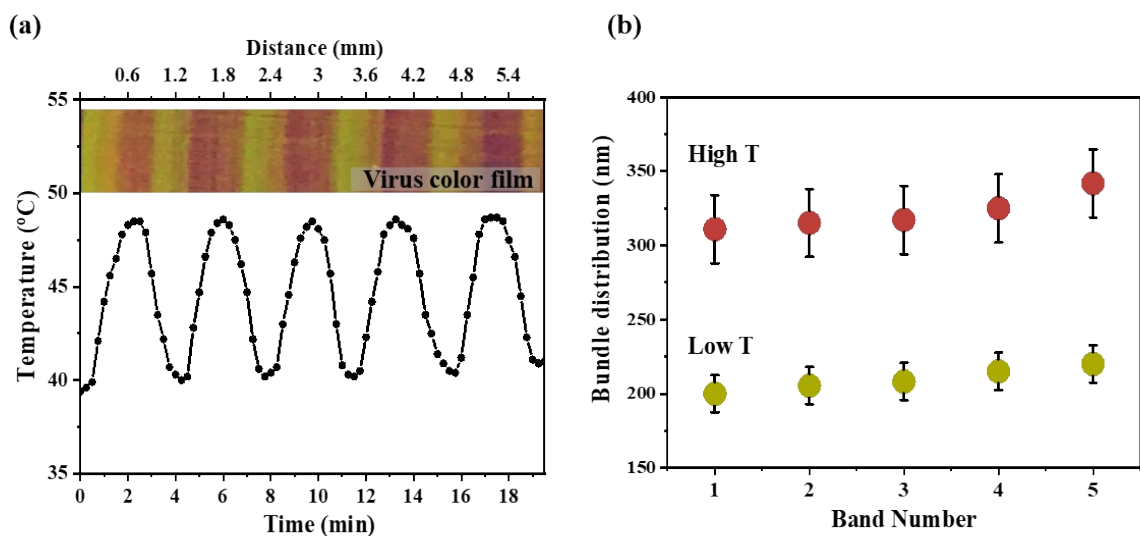 (a)
Distance (mm)
0.6 1.2 1.8 2.4 3 3.6 4.2 4.8 5.4
55
50
45
40
35
Temperature (°C)
Virus color film
0 2 4 6 8 10 12 14 16 18
Time (min)
(b)
400
350
300
250
200
150
Bundle distribution (nm)
High T
Low T
1 2 3 4 5
Band Number